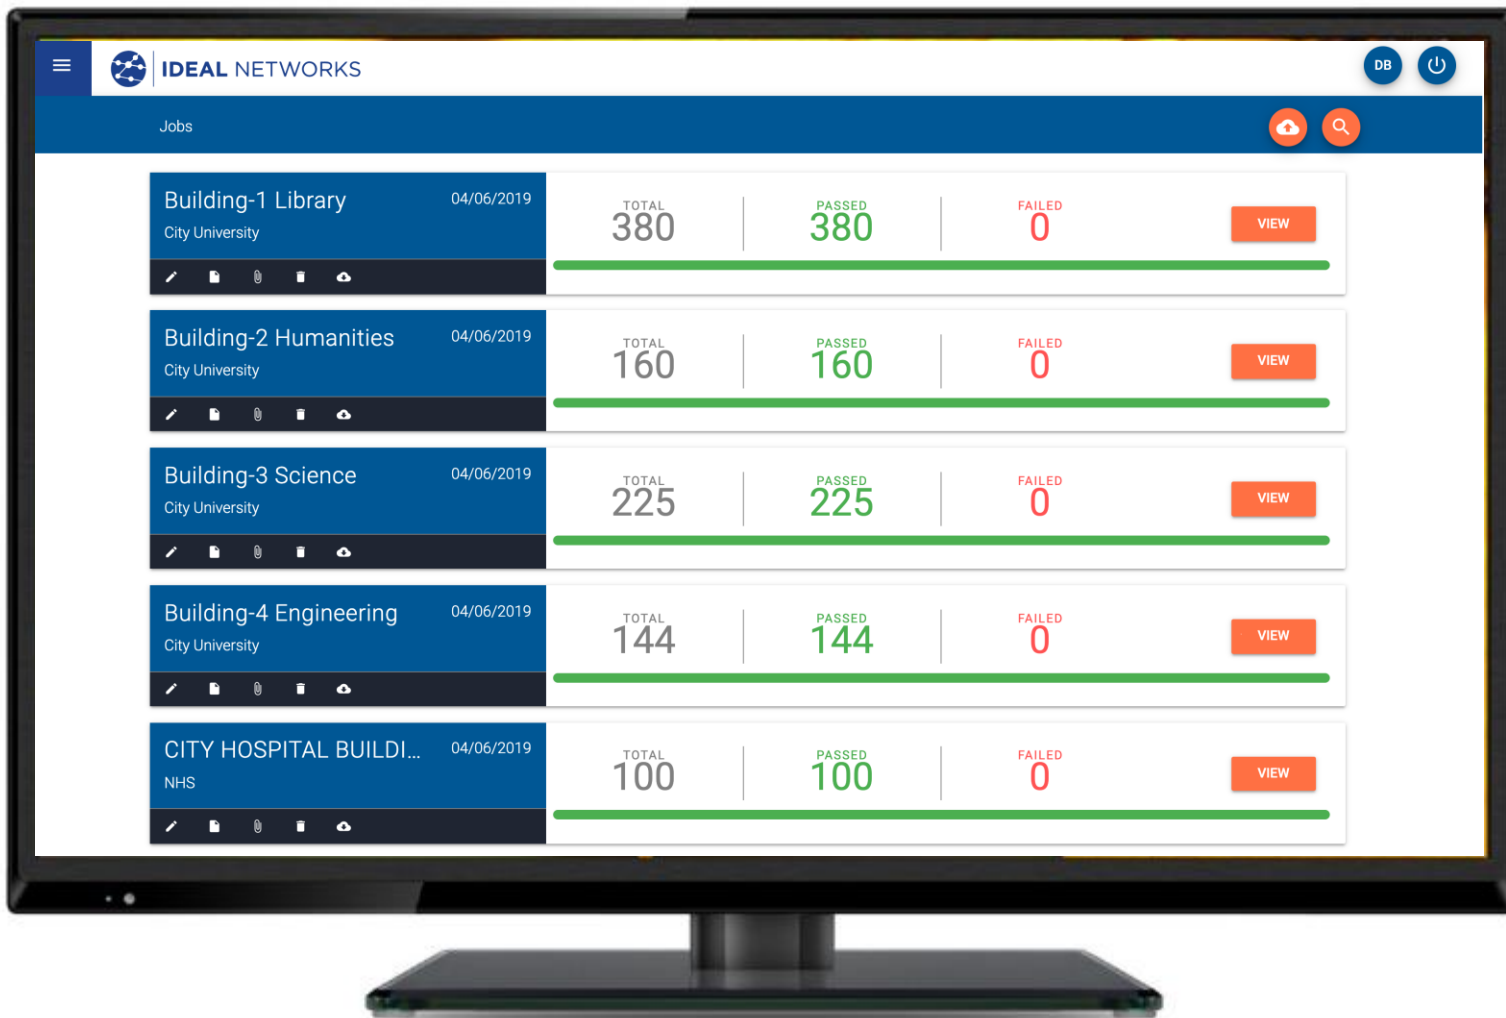 IDEAL NETWORKS
DB
Jobs
Building-1 Library
04/06/2019
City University
TOTAL
380
PASSED
380
FAILED
0
VIEW
Building-2 Humanities
04/06/2019
City University
TOTAL
160
PASSED
160
FAILED
0
VIEW
Building-3 Science
04/06/2019
City University
TOTAL
225
PASSED
225
FAILED
0
VIEW
Building-4 Engineering
04/06/2019
City University
TOTAL
144
PASSED
144
FAILED
0
VIEW
CITY HOSPITAL BUILDI...
04/06/2019
NHS
TOTAL
100
PASSED
100
FAILED
0
VIEW